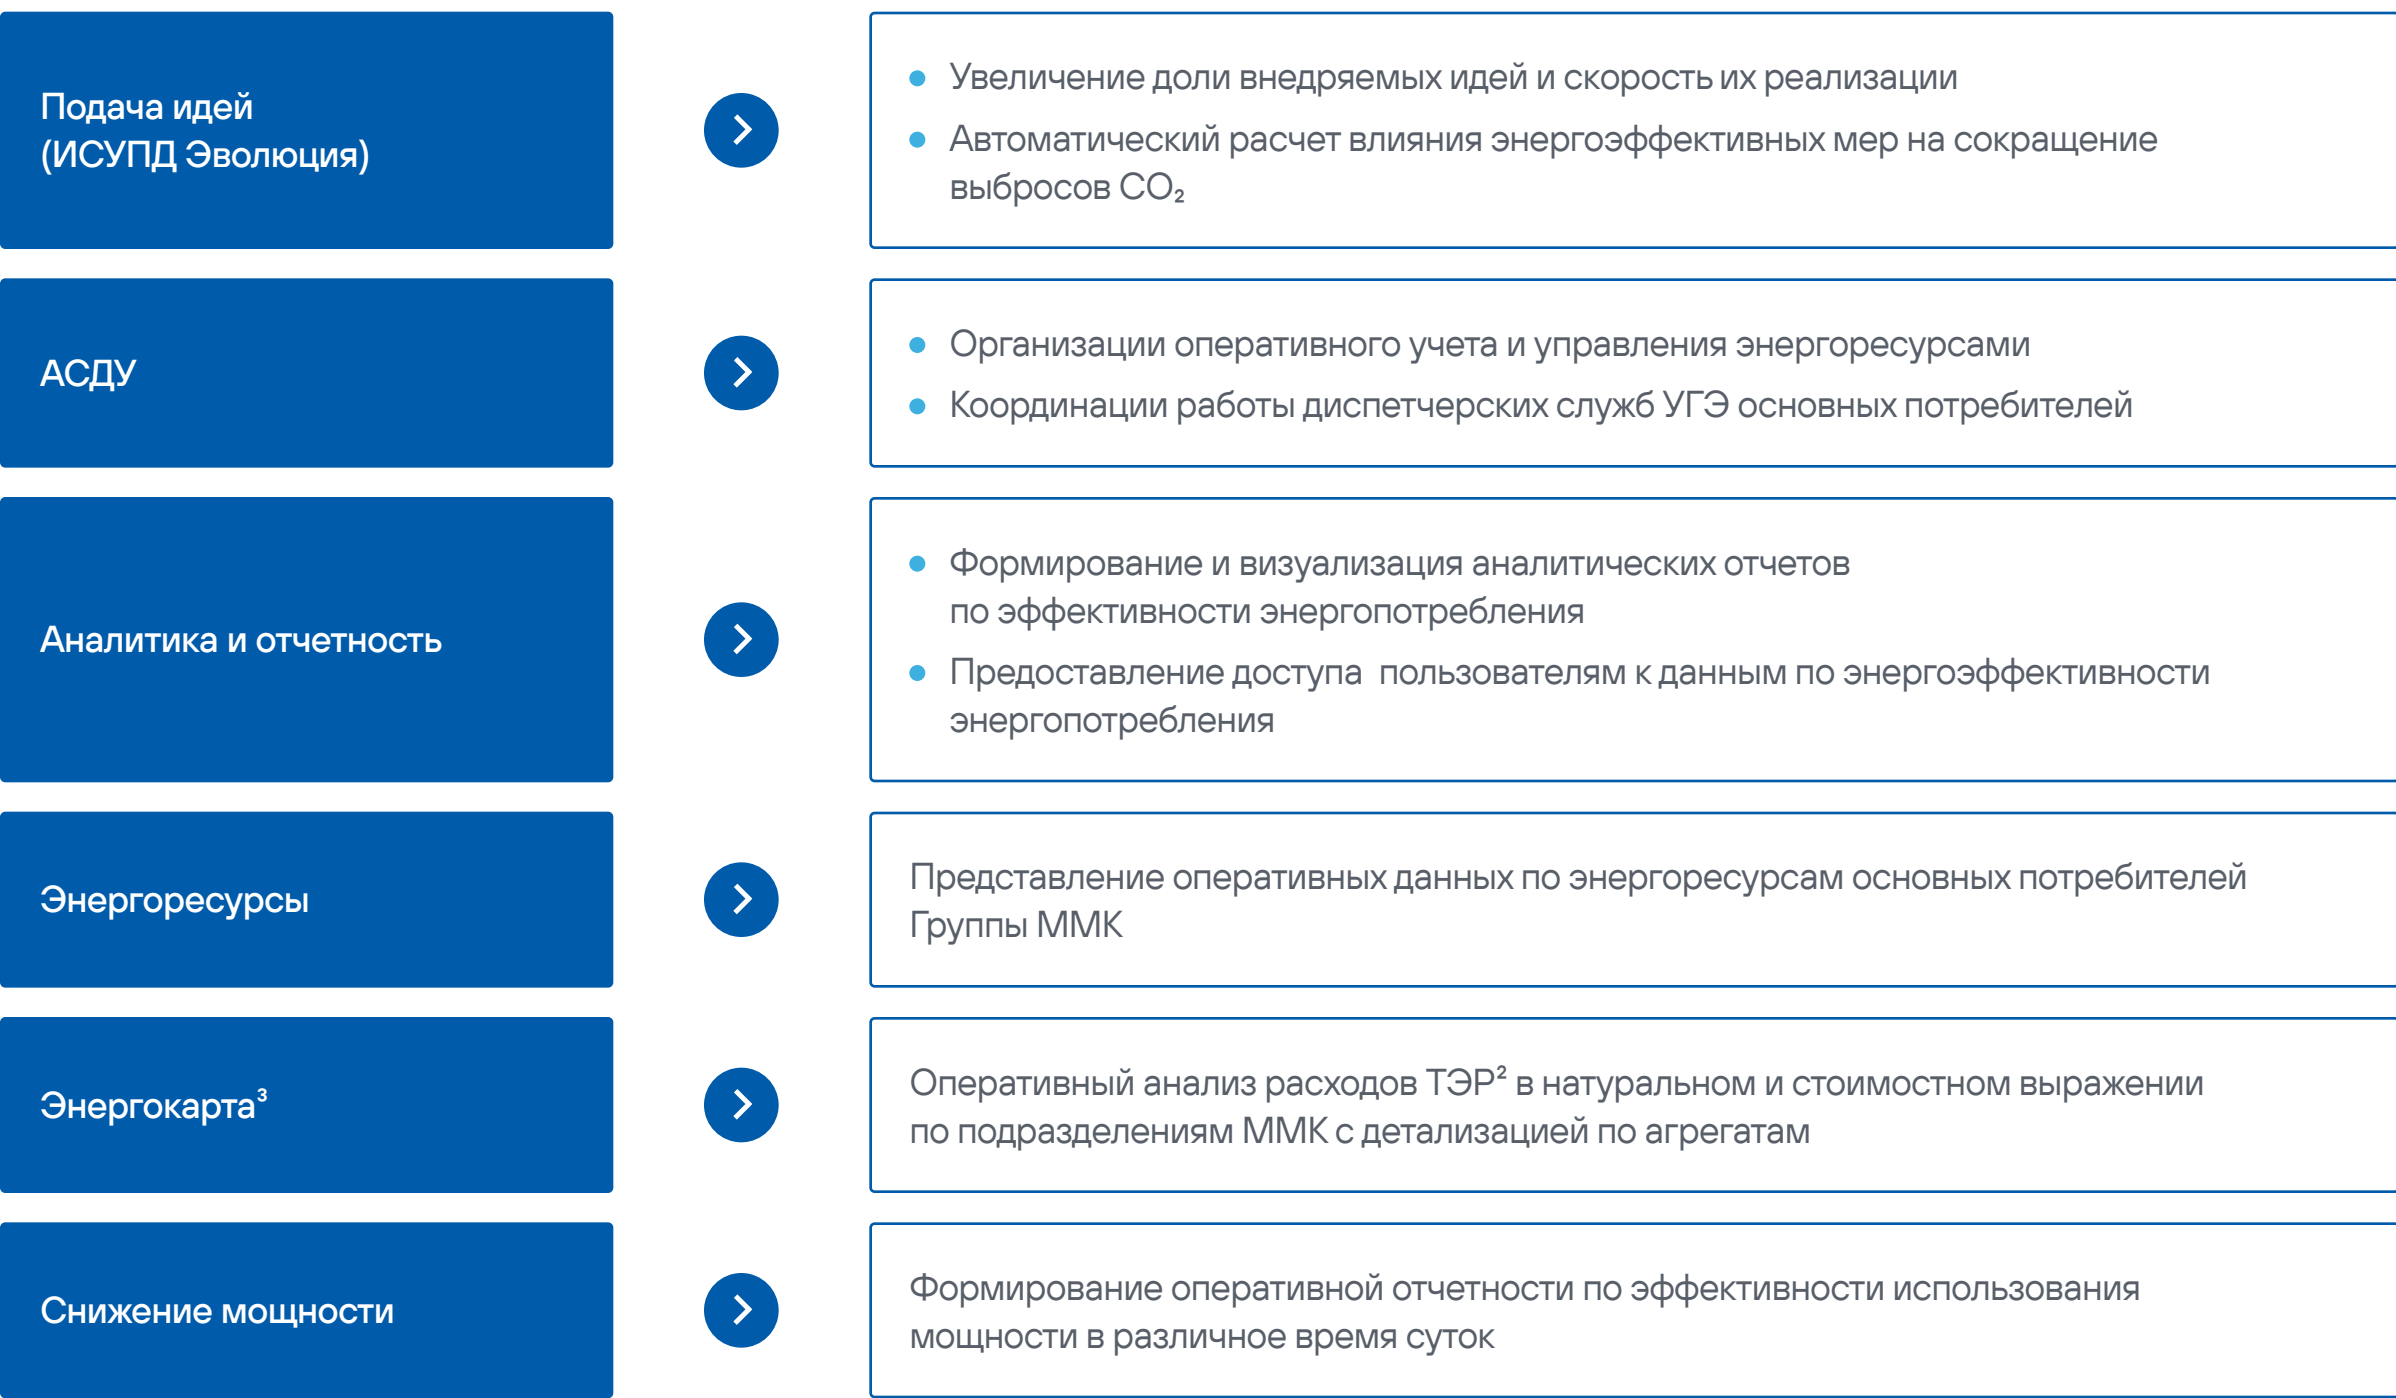 Подача идей
(ИСУПД Эволюция)
Увеличение доли внедряемых идей и скорость их реализации
Автоматический расчет влияния энергоэффективных мер на сокращение
выбросов CO₂
АСДУ
Организации оперативного учета и управления энергоресурсами
Координации работы диспетчерских служб УГЭ основных потребителей
Аналитика и отчетность
Формирование и визуализация аналитических отчетов
по эффективности энергопотребления
Предоставление доступа пользователям к данным по энергоэффективности
энергопотребления
Энергоресурсы
Представление оперативных данных по энергоресурсам основных потребителей
Группы ММК
Энергокарта³
Оперативный анализ расходов ТЭР² в натуральном и стоимостном выражении
по подразделениям ММК с детализацией по агрегатам
Снижение мощности
Формирование оперативной отчетности по эффективности использования
мощности в различное время суток